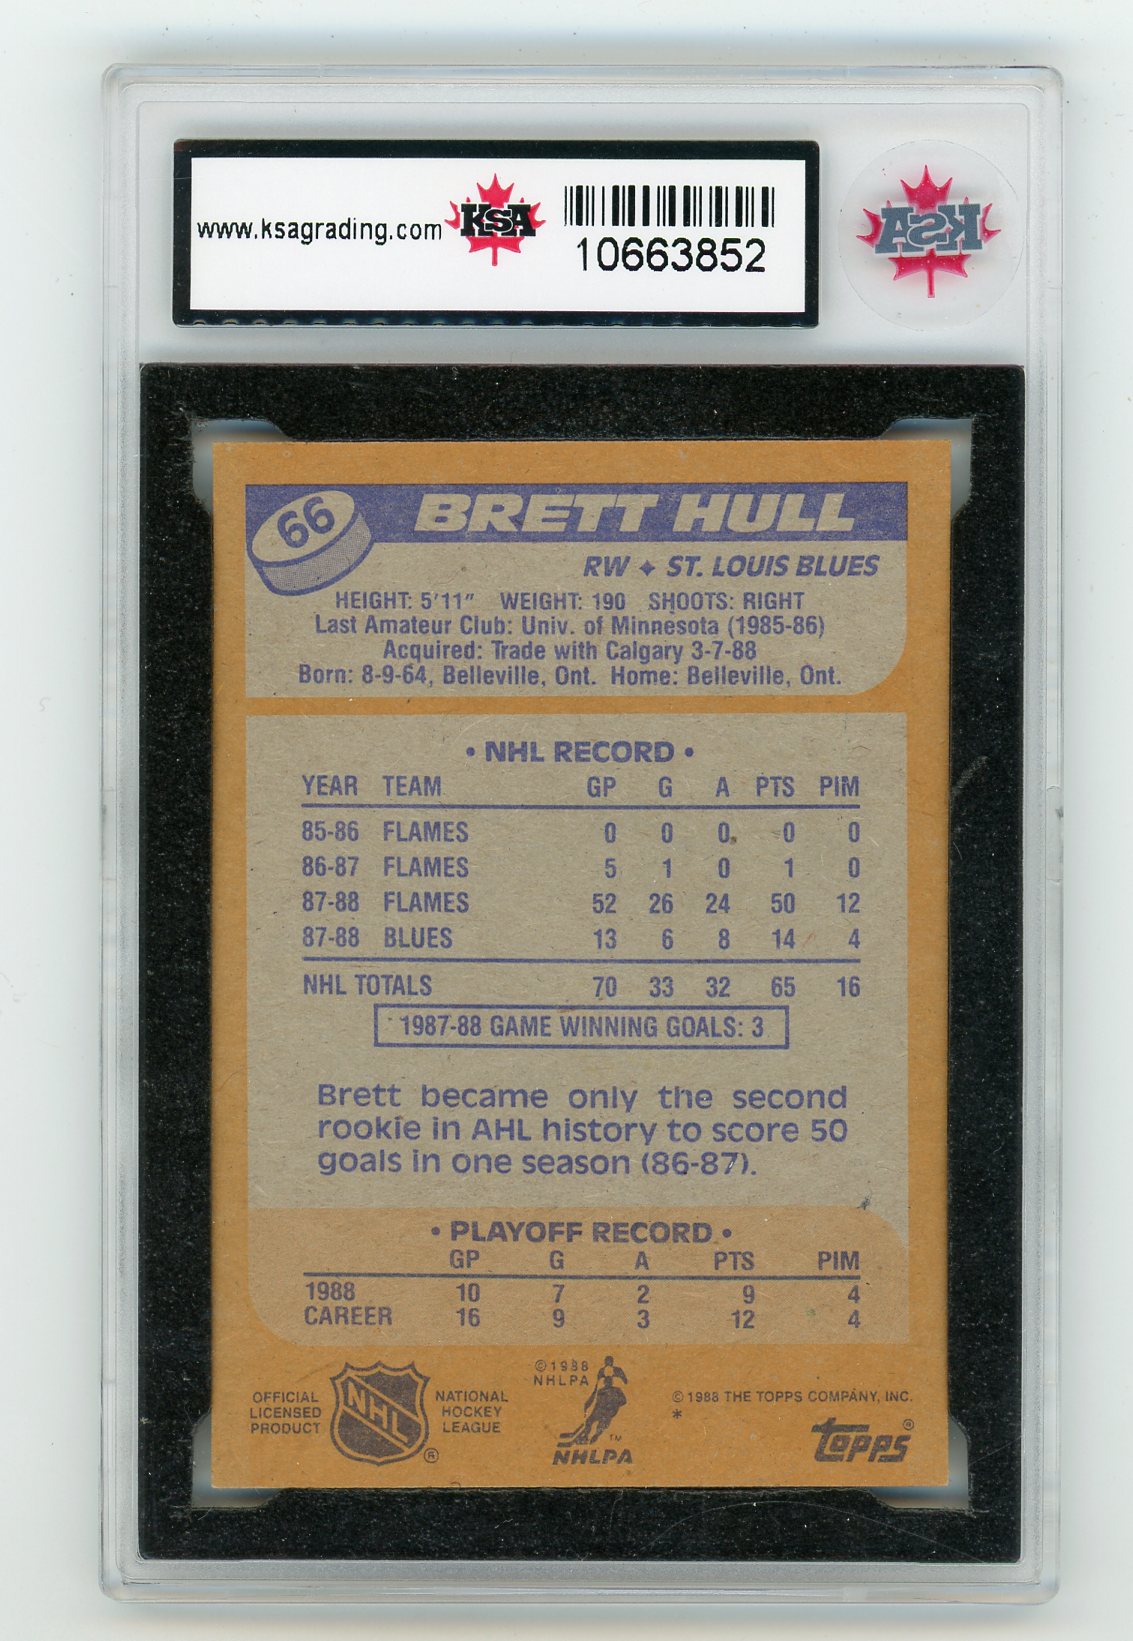 www.ksagrading.com
KSA
10663852
KSA
66
BRETT HULL
RW ✦ ST. LOUIS BLUES
HEIGHT: 5'11" WEIGHT: 190 SHOOTS: RIGHT
Last Amateur Club: Univ. of Minnesota (1985-86)
Acquired: Trade with Calgary 3-7-88
Born: 8-9-64, Belleville, Ont. Home: Belleville, Ont.
• NHL RECORD •
YEAR TEAM GP G A PTS PIM
85-86 FLAMES 0 0 0 0 0
86-87 FLAMES 5 1 0 1 0
87-88 FLAMES 52 26 24 50 12
87-88 BLUES 13 6 8 14 4
NHL TOTALS 70 33 32 65 16
1987-88 GAME WINNING GOALS: 3
Brett became only the second
rookie in AHL history to score 50
goals in one season (86-87).
• PLAYOFF RECORD •
GP G A PTS PIM
1988 10 7 2 9 4
CAREER 16 9 3 12 4
OFFICIAL
LICENSED
PRODUCT
NHL
®
NATIONAL
HOCKEY
LEAGUE
©1988
NHLPA
™
NHLPA
©1988 THE TOPPS COMPANY, INC.
*
topps®